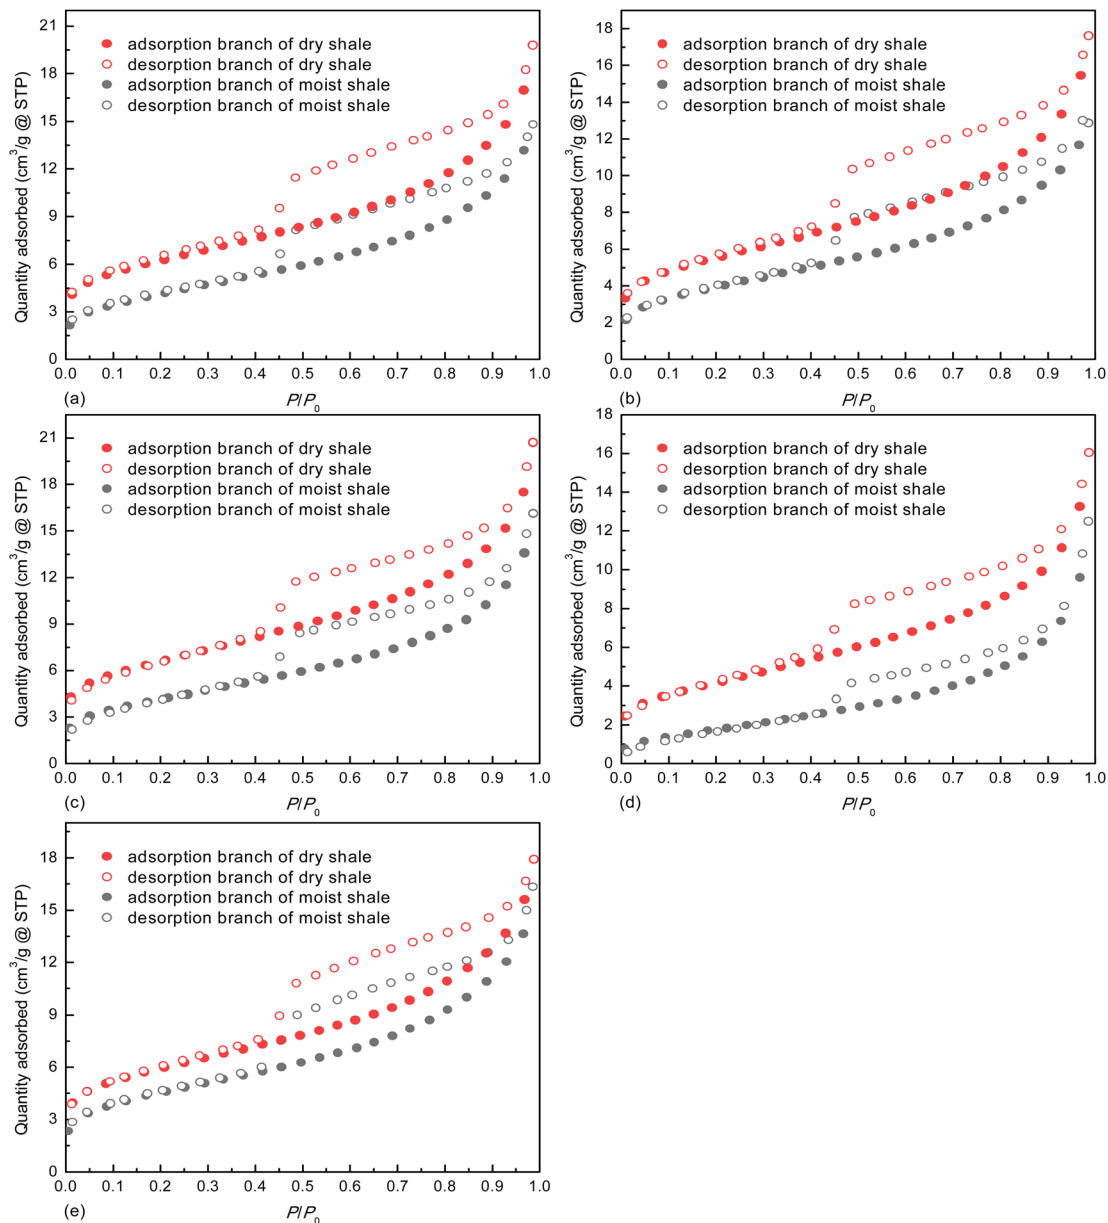 21
18
15
12
9
6
3
0
Quantity adsorbed (cm³/g @ STP)
adsorption branch of dry shale
desorption branch of dry shale
adsorption branch of moist shale
desorption branch of moist shale
0.0 0.1 0.2 0.3 0.4 0.5 0.6 0.7 0.8 0.9 1.0
(a) P/P₀
18
16
14
12
10
8
6
4
2
0
Quantity adsorbed (cm³/g @ STP)
adsorption branch of dry shale
desorption branch of dry shale
adsorption branch of moist shale
desorption branch of moist shale
0.0 0.1 0.2 0.3 0.4 0.5 0.6 0.7 0.8 0.9 1.0
(b) P/P₀
21
18
15
12
9
6
3
0
Quantity adsorbed (cm³/g @ STP)
adsorption branch of dry shale
desorption branch of dry shale
adsorption branch of moist shale
desorption branch of moist shale
0.0 0.1 0.2 0.3 0.4 0.5 0.6 0.7 0.8 0.9 1.0
(c) P/P₀
18
16
14
12
10
8
6
4
2
0
Quantity adsorbed (cm³/g @ STP)
adsorption branch of dry shale
desorption branch of dry shale
adsorption branch of moist shale
desorption branch of moist shale
0.0 0.1 0.2 0.3 0.4 0.5 0.6 0.7 0.8 0.9 1.0
(d) P/P₀
18
15
12
9
6
3
0
Quantity adsorbed (cm³/g @ STP)
adsorption branch of dry shale
desorption branch of dry shale
adsorption branch of moist shale
desorption branch of moist shale
0.0 0.1 0.2 0.3 0.4 0.5 0.6 0.7 0.8 0.9 1.0
(e) P/P₀